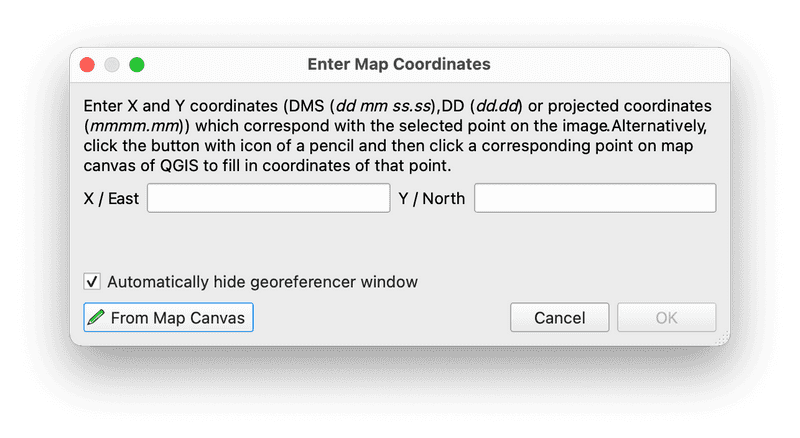 Enter Map Coordinates
Enter X and Y coordinates (DMS (dd mm ss.ss),DD (dd.dd) or projected coordinates
(mmmm.mm)) which correspond with the selected point on the image.Alternatively,
click the button with icon of a pencil and then click a corresponding point on map
canvas of QGIS to fill in coordinates of that point.
X / East Y / North
Automatically hide georeferencer window
From Map Canvas Cancel OK